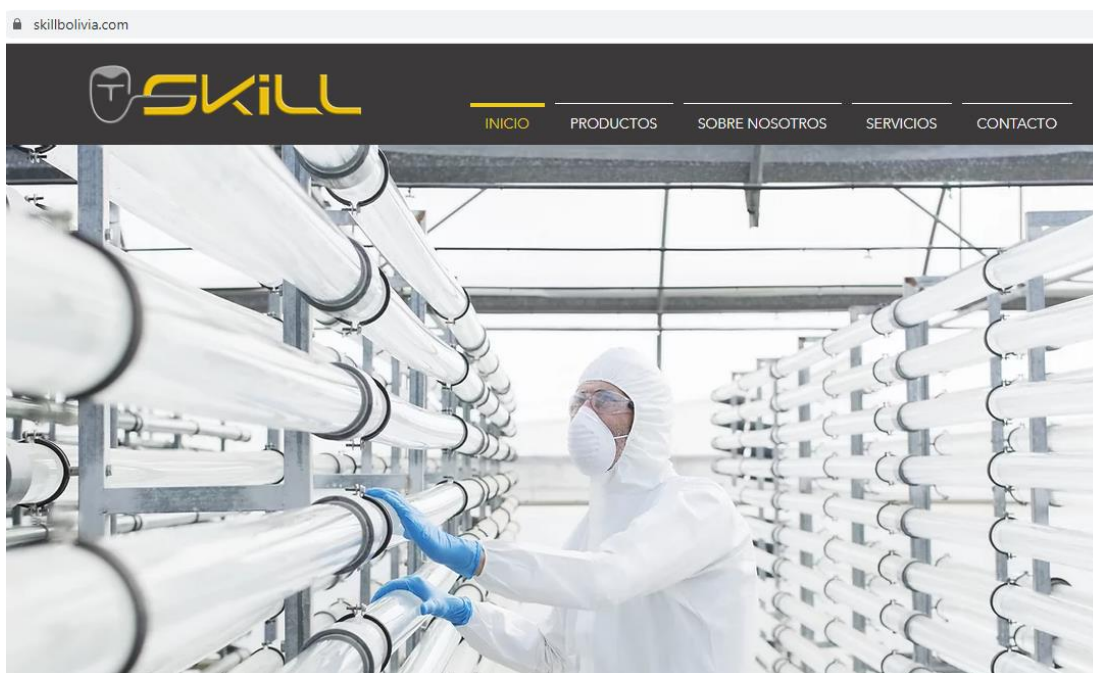 skillbolivia.com
SKiLL
INICIO PRODUCTOS SOBRE NOSOTROS SERVICIOS CONTACTO